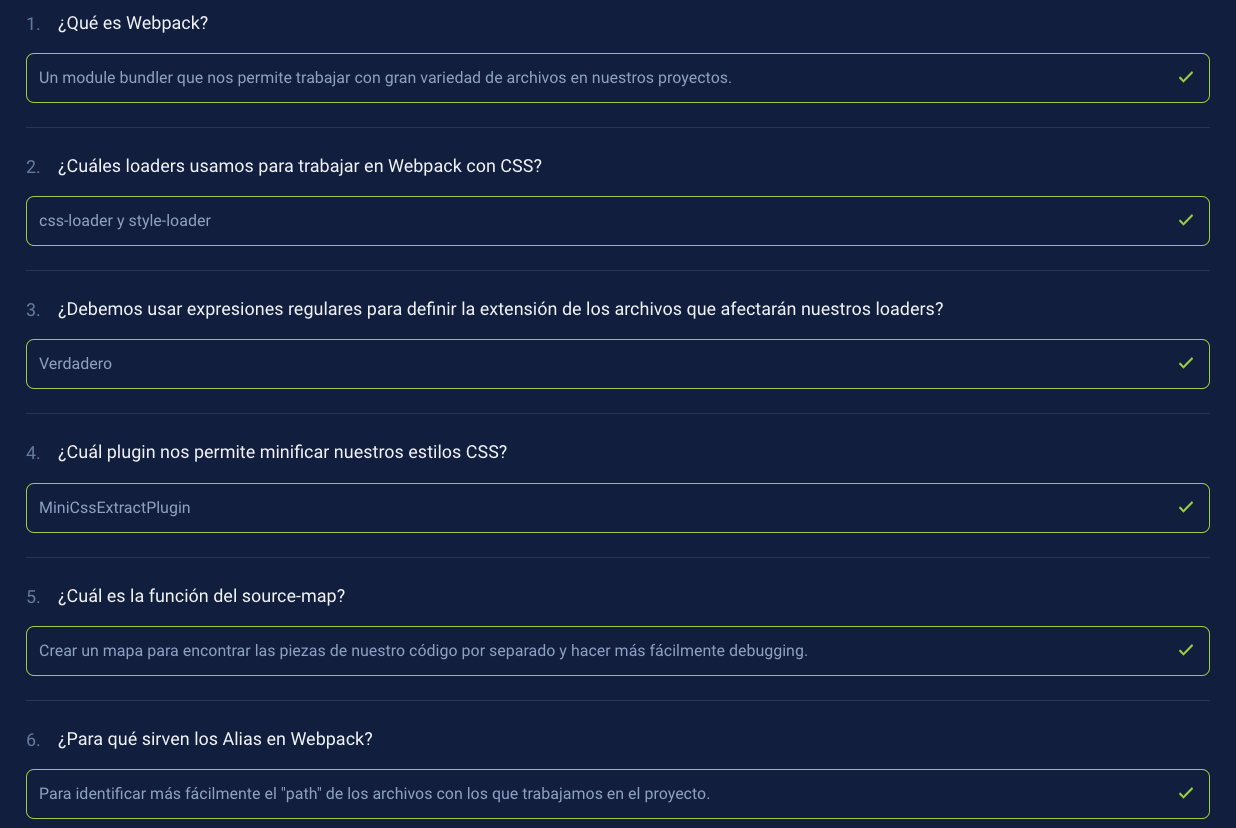 1. ¿Qué es Webpack?
Un module bundler que nos permite trabajar con gran variedad de archivos en nuestros proyectos.
2. ¿Cuáles loaders usamos para trabajar en Webpack con CSS?
css-loader y style-loader
3. ¿Debemos usar expresiones regulares para definir la extensión de los archivos que afectarán nuestros loaders?
Verdadero
4. ¿Cuál plugin nos permite minificar nuestros estilos CSS?
MiniCssExtractPlugin
5. ¿Cuál es la función del source-map?
Crear un mapa para encontrar las piezas de nuestro código por separado y hacer más fácilmente debugging.
6. ¿Para qué sirven los Alias en Webpack?
Para identificar más fácilmente el "path" de los archivos con los que trabajamos en el proyecto.